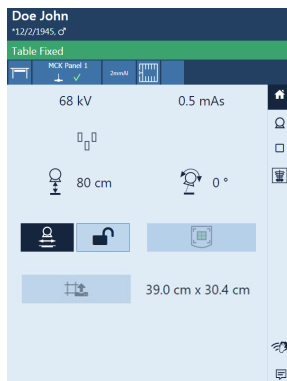 Doe John
*12/2/1945, ♂
Table Fixed
MCK Panel 1
2mmAl
68 kV 0.5 mAs
80 cm 0 °
39.0 cm x 30.4 cm